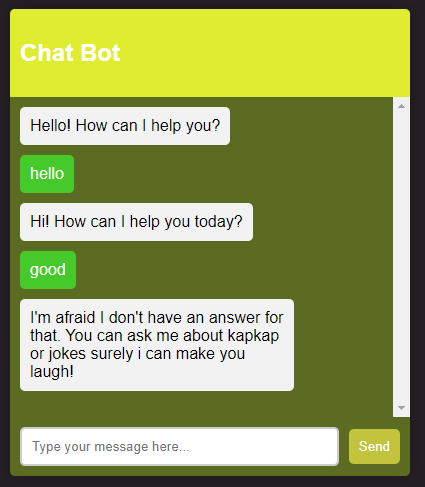 Chat Bot
Hello! How can I help you?
hello
Hi! How can I help you today?
good
I'm afraid I don't have an answer for
that. You can ask me about kapkap
or jokes surely i can make you
laugh!
Type your message here...
Send